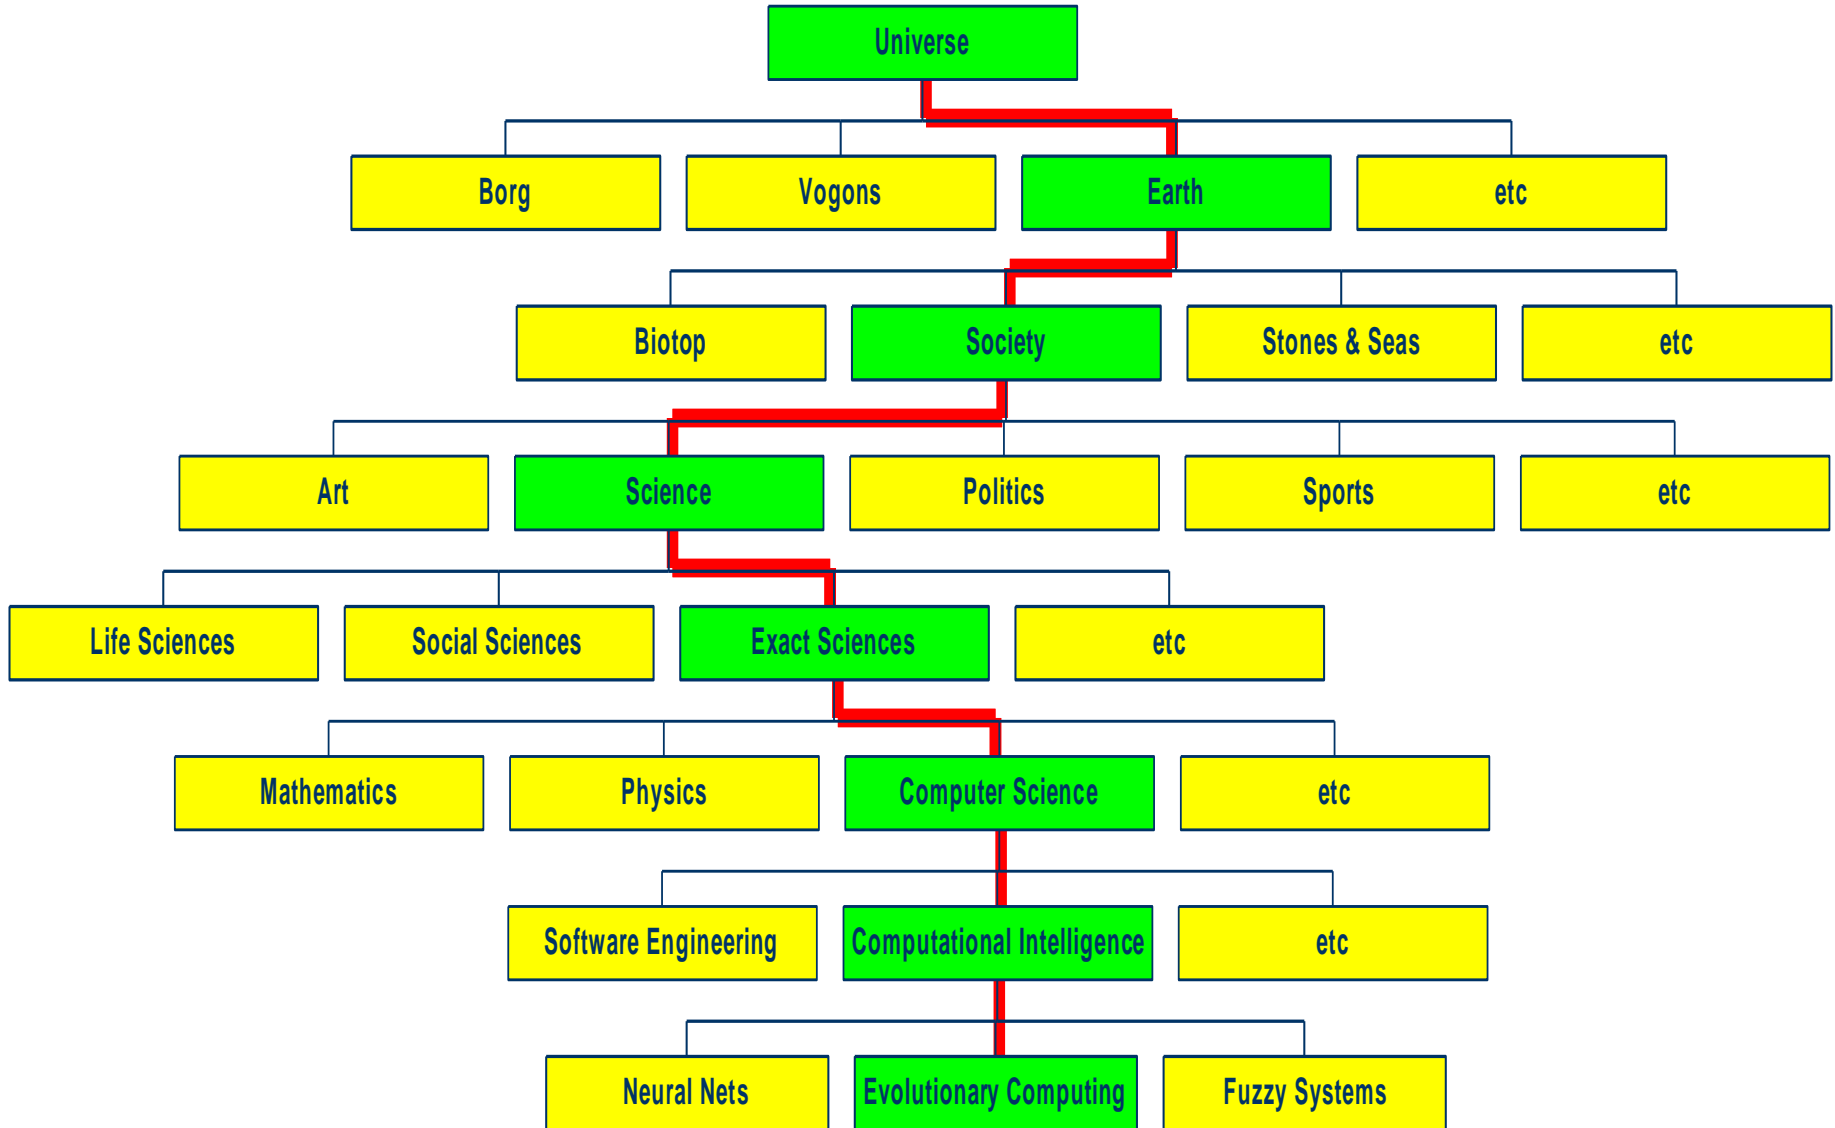 Universe
Borg
Vogons
Earth
etc
Biotop
Society
Stones & Seas
etc
Art
Science
Politics
Sports
etc
Life Sciences
Social Sciences
Exact Sciences
etc
Mathematics
Physics
Computer Science
etc
Software Engineering
Computational Intelligence
etc
Neural Nets
Evolutionary Computing
Fuzzy Systems